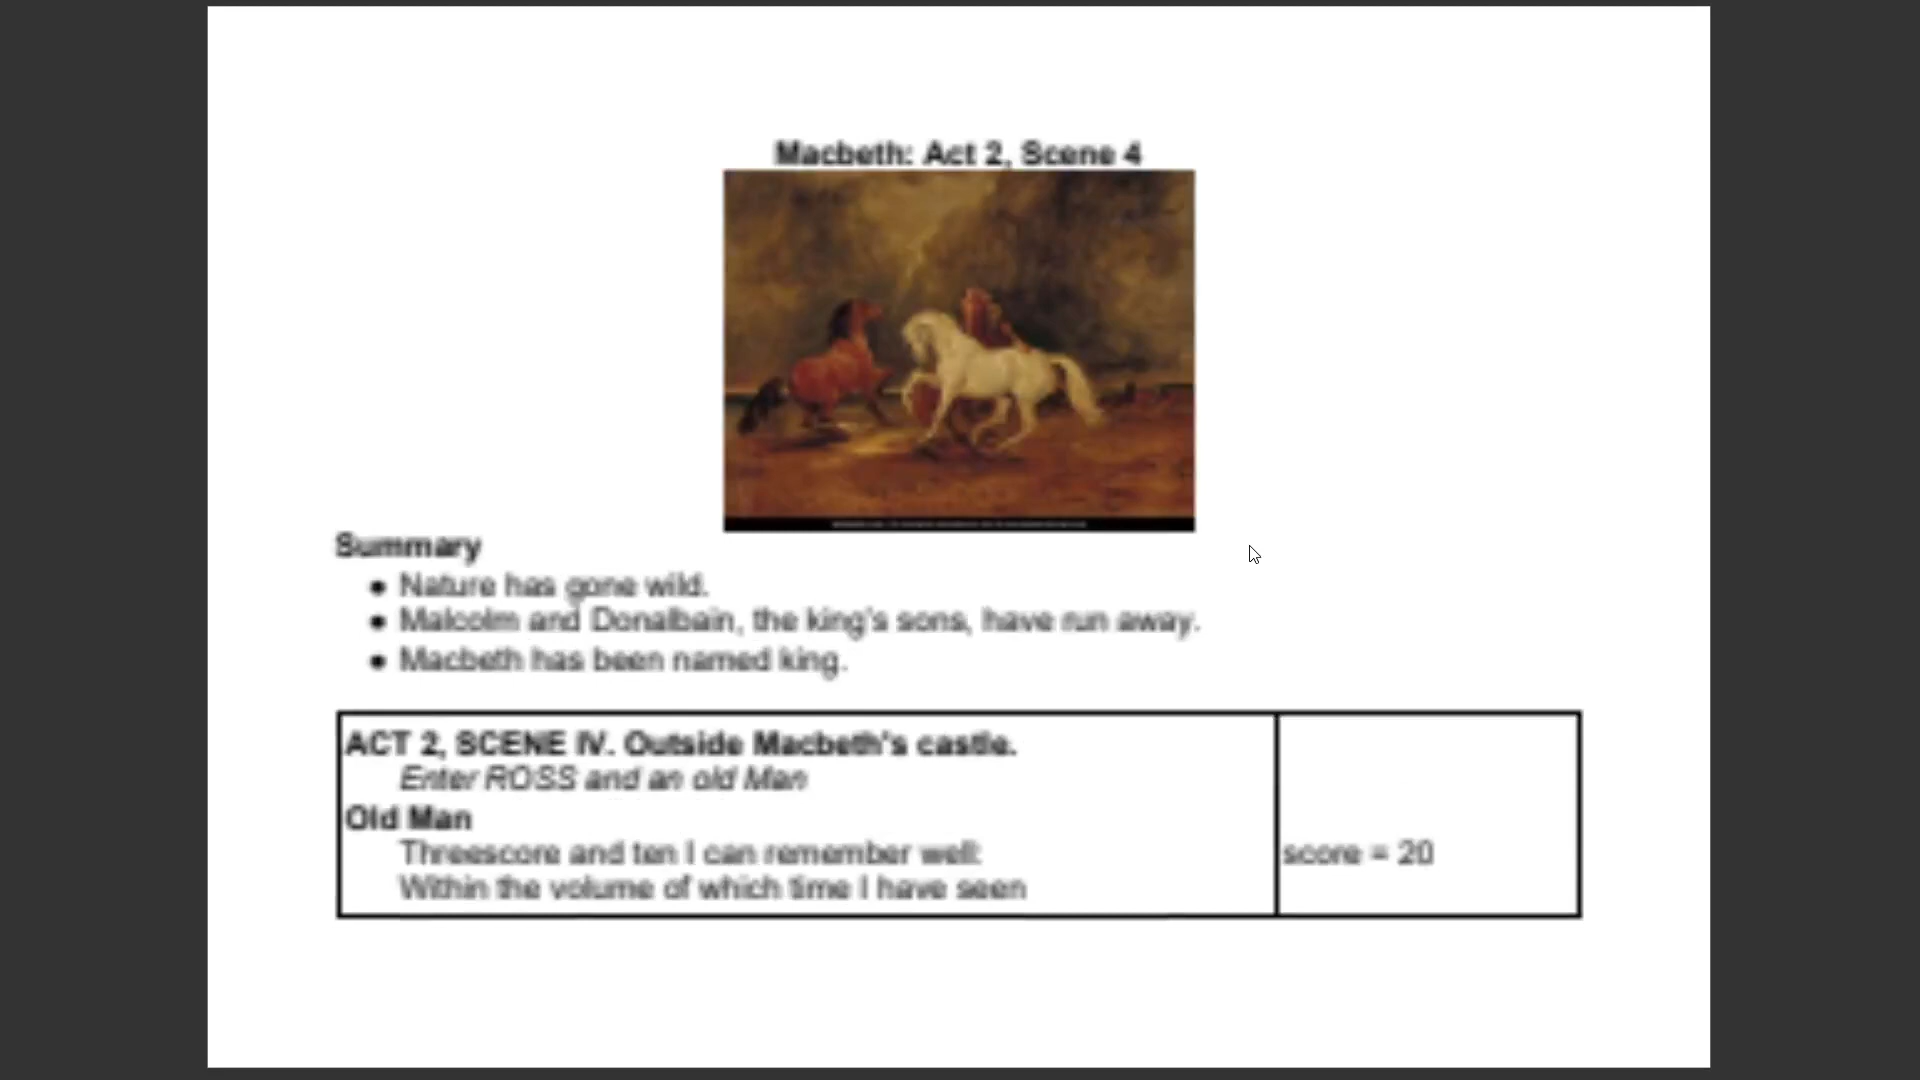 Macbeth: Act 2, Scene 4
Summary
● Nature has gone wild.
● Malcolm and Donalbain, the king's sons, have run away.
● Macbeth has been named king.
ACT 2, SCENE IV. Outside Macbeth's castle.
Enter ROSS and an old Man
Old Man
Threescore and ten I can remember well:
score = 20
Within the volume of which time I have seen